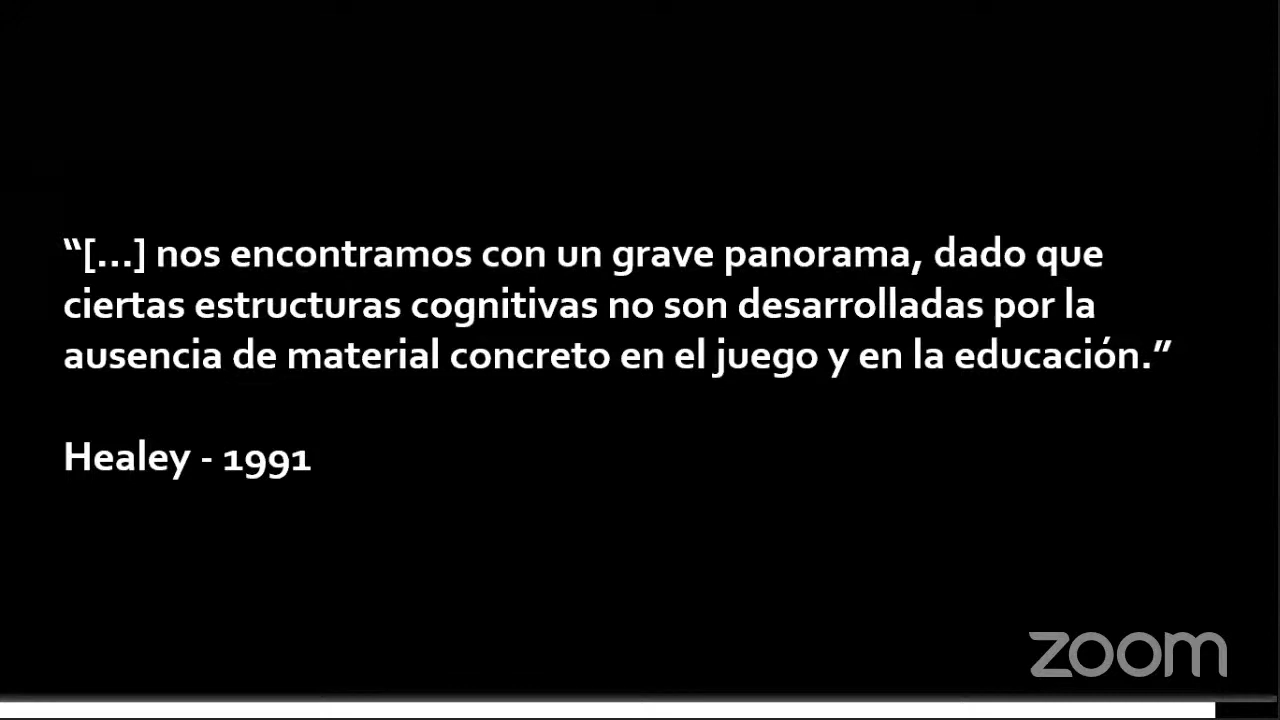 “[...] nos encontramos con un grave panorama, dado que
ciertas estructuras cognitivas no son desarrolladas por la
ausencia de material concreto en el juego y en la educación.”
Healey - 1991
zoom